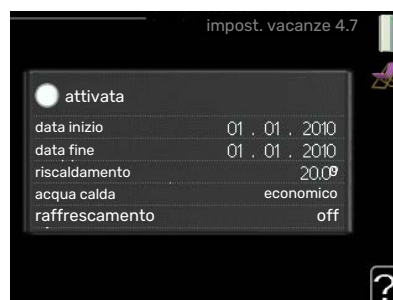 impost. vacanze 4.7
attivata
data inizio 01 . 01 . 2010
data fine 01 . 01 . 2010
riscaldamento 20.0°
acqua calda economico
raffrescamento off
?